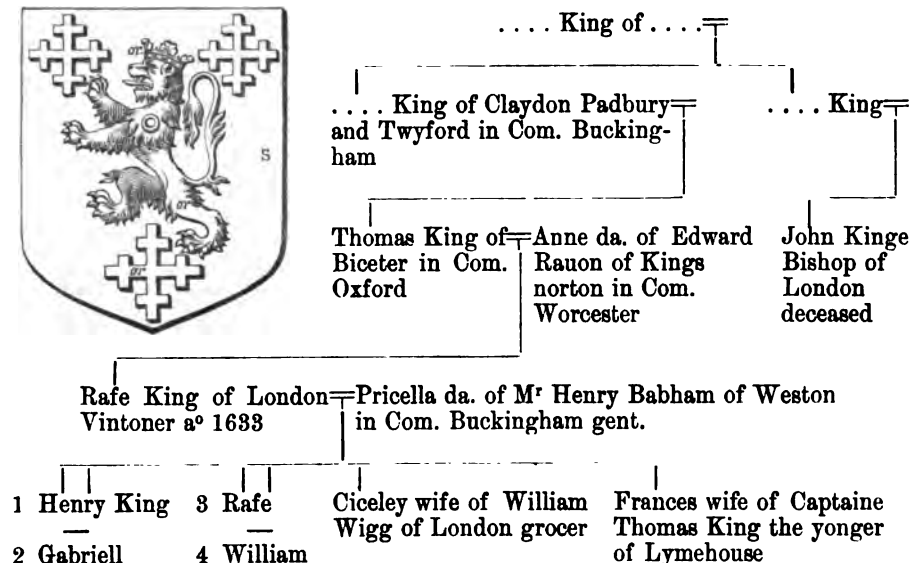 .... King of ....
.... King of Claydon Padbury
and Twyford in Com. Bucking-
ham
.... King
or
S
or
or
Thomas King of
Biceter in Com.
Oxford
Anne da. of Edward
Rauon of Kings
norton in Com.
Worcester
John Kinge
Bishop of
London
deceased
Rafe King of London
Vintoner aº 1633
Pricella da. of Mʳ Henry Babham of Weston
in Com. Buckingham gent.
1 Henry King
2 Gabriell
3 Rafe
4 William
Ciceley wife of William
Wigg of London grocer
Frances wife of Captaine
Thomas King the yonger
of Lymehouse